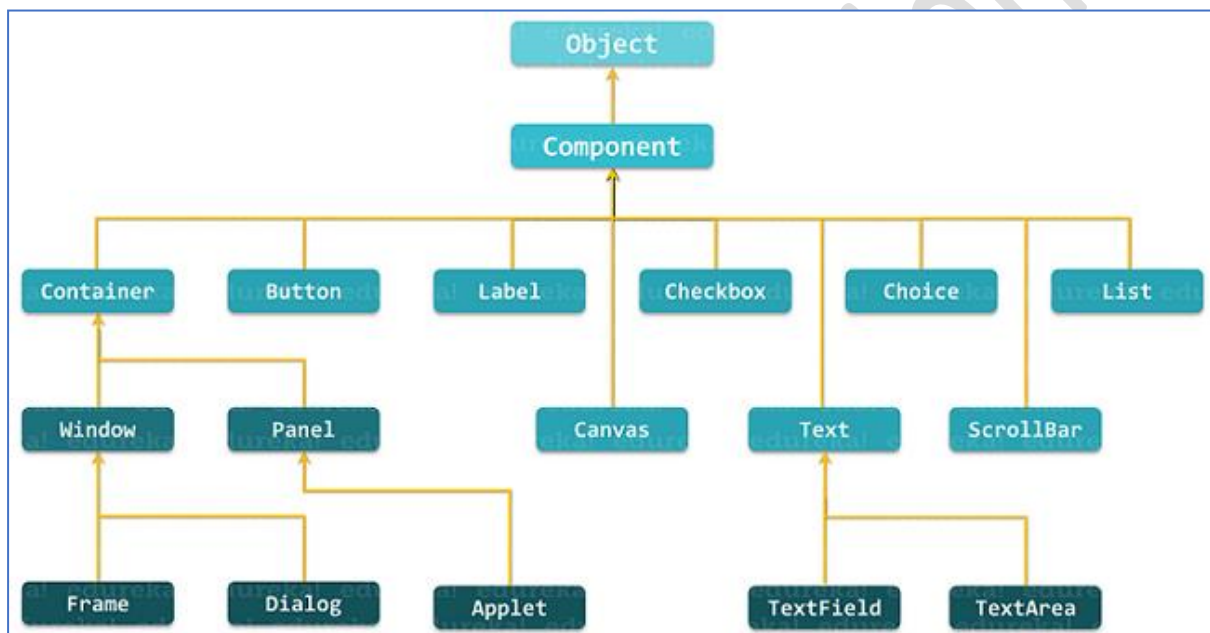 Object
Component
Container
Button
Label
Checkbox
Choice
List
Window
Panel
Canvas
Text
ScrollBar
Frame
Dialog
Applet
TextField
TextArea